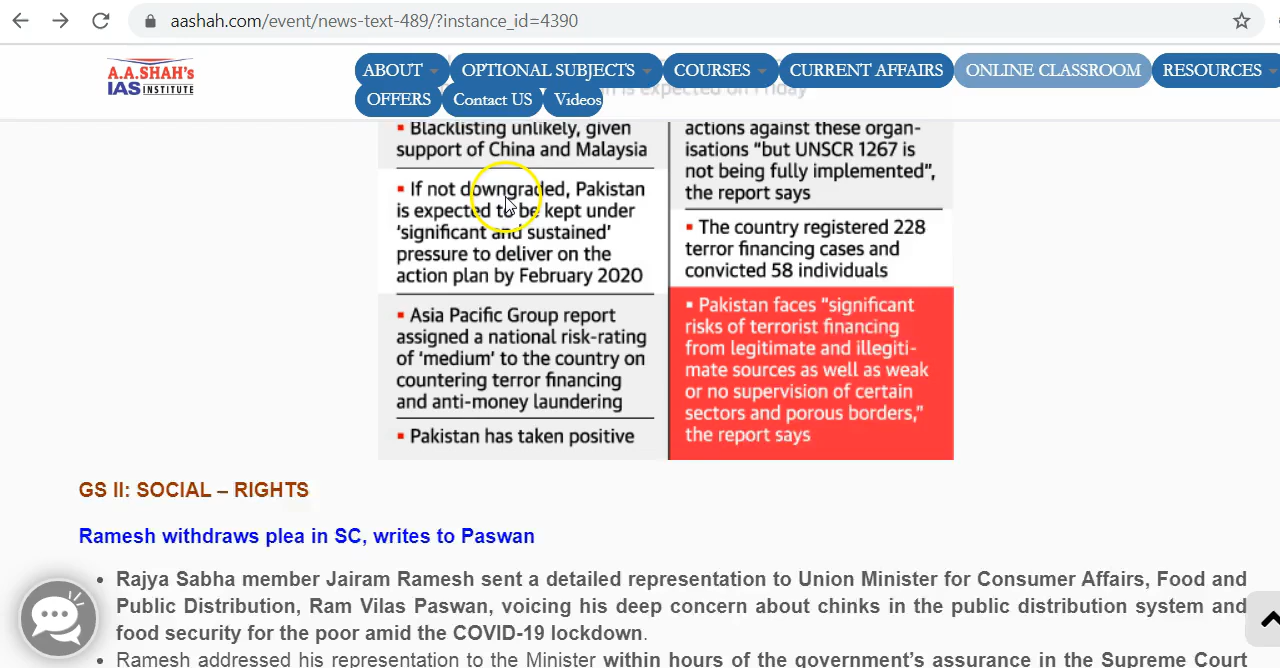 aashah.com/event/news-text-489/?instance_id=4390
A.A.SHAH's
IAS INSTITUTE
ABOUT
OPTIONAL SUBJECTS
COURSES
CURRENT AFFAIRS
ONLINE CLASSROOM
RESOURCES
OFFERS
Contact US
Videos
is expected on Friday
▪ Blacklisting unlikely, given
support of China and Malaysia
▪ If not downgraded, Pakistan
is expected to be kept under
‘significant and sustained’
pressure to deliver on the
action plan by February 2020
▪ Asia Pacific Group report
assigned a national risk-rating
of ‘medium’ to the country on
countering terror financing
and anti-money laundering
▪ Pakistan has taken positive
actions against these organ-
isations “but UNSCR 1267 is
not being fully implemented”,
the report says
▪ The country registered 228
terror financing cases and
convicted 58 individuals
▪ Pakistan faces “significant
risks of terrorist financing
from legitimate and illegiti-
mate sources as well as weak
or no supervision of certain
sectors and porous borders,”
the report says
GS II: SOCIAL – RIGHTS
Ramesh withdraws plea in SC, writes to Paswan
• Rajya Sabha member Jairam Ramesh sent a detailed representation to Union Minister for Consumer Affairs, Food and
Public Distribution, Ram Vilas Paswan, voicing his deep concern about chinks in the public distribution system and
food security for the poor amid the COVID-19 lockdown.
• Ramesh addressed his representation to the Minister within hours of the government’s assurance in the Supreme Court